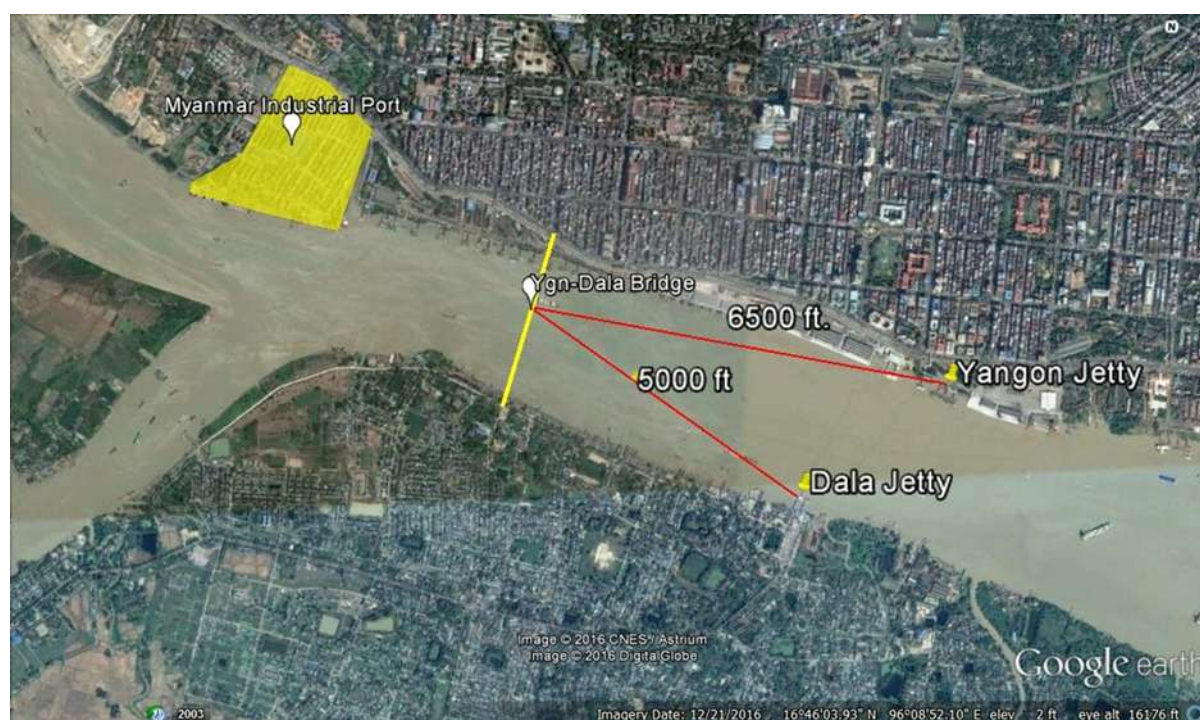 N
Myanmar Industrial Port
Ygn-Dala Bridge
6500 ft.
Yangon Jetty
5000 ft
Dala Jetty
Image © 2016 CNES / Astrium
Image © 2016 DigitalGlobe
Google earth
2003
Imagery Date: 12/21/2016 16°46'03.93" N 96°08'52.10" E elev 2 ft eye alt 16176 ft